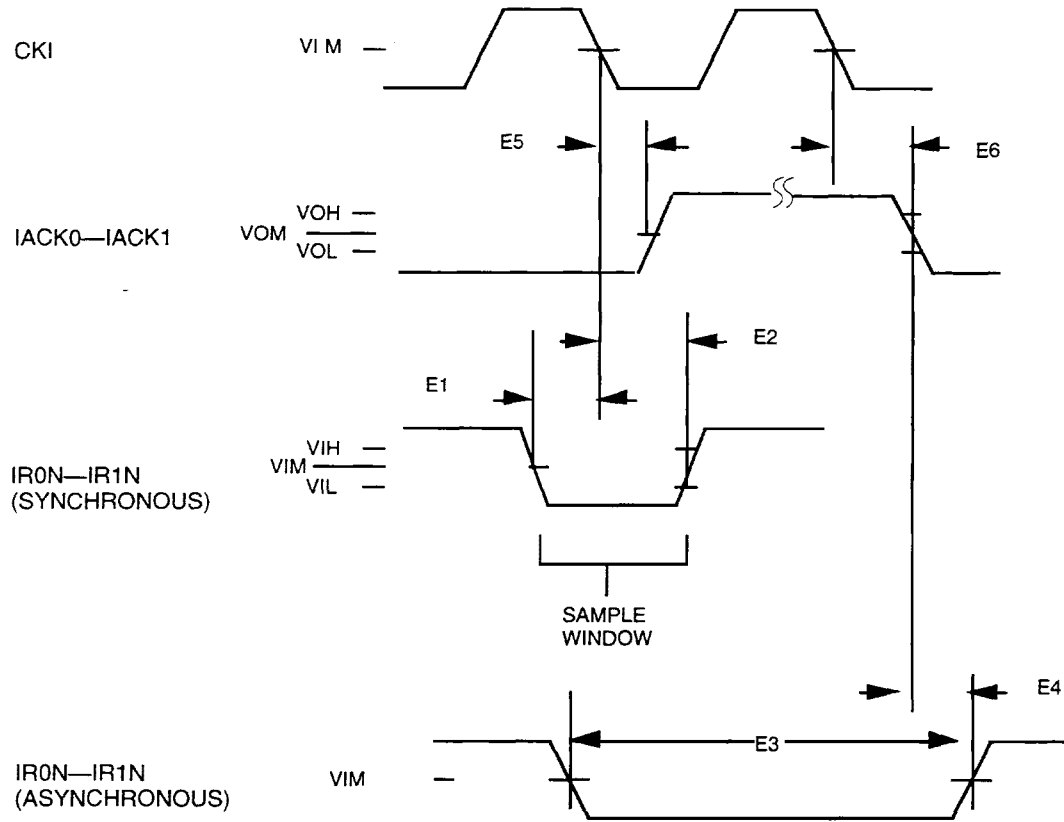 CKI
VI M
E5
E6
IACK0—IACK1
VOH
VOM
VOL
E1
E2
IR0N—IR1N
(SYNCHRONOUS)
VIH
VIM
VIL
SAMPLE
WINDOW
E4
E3
IR0N—IR1N
(ASYNCHRONOUS)
VIM